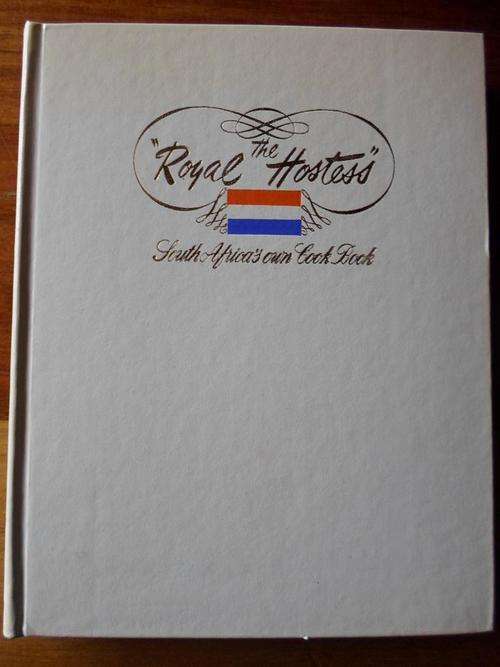 The
"Royal Hostess"
South Africa's own Cook Book